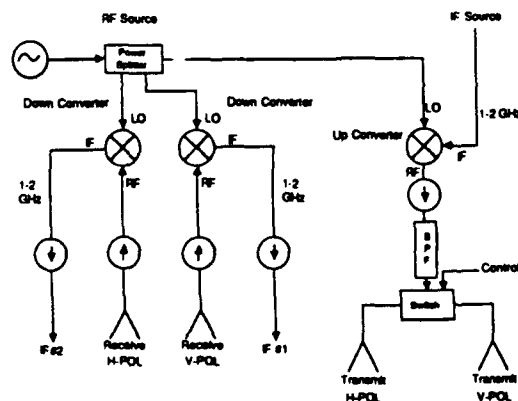 RF Source
IF Source
Power
Splitter
Down Converter
Down Converter
LO
LO
LO
1-2 GHz
Up Converter
IF
IF
IF
RF
RF
RF
1-2
GHz
1-2
GHz
B
P
F
Control
Switch
IF #2
Receive
H-POL
Receive
V-POL
IF #1
Transmit
H-POL
Transmit
V-POL